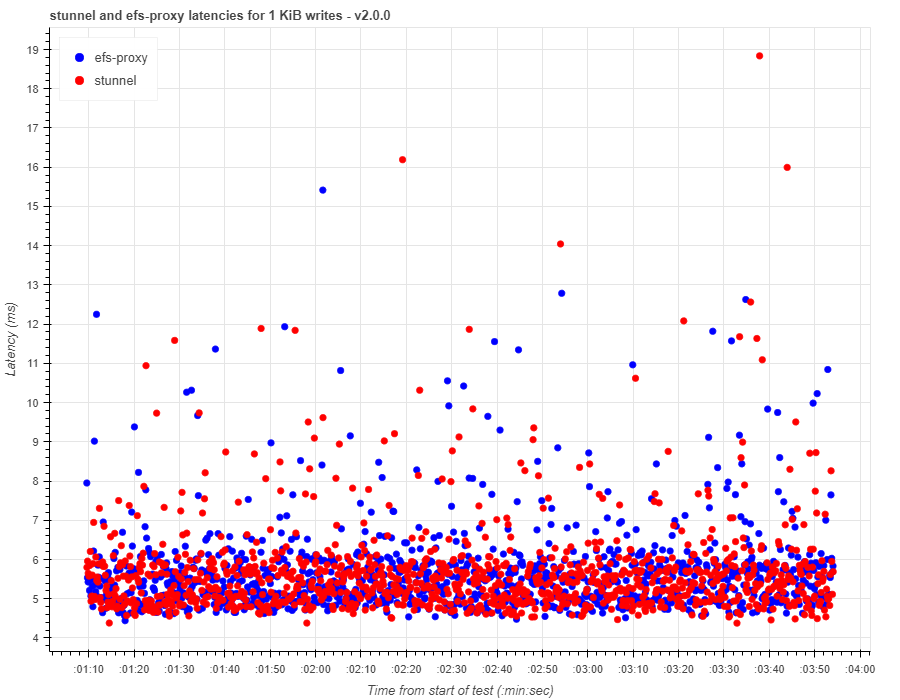 stunnel and efs-proxy latencies for 1 KiB writes - v2.0.0
efs-proxy
stunnel
19
18
17
16
15
14
13
12
11
10
9
8
7
6
5
4
Latency (ms)
:01:10 :01:20 :01:30 :01:40 :01:50 :02:00 :02:10 :02:20 :02:30 :02:40 :02:50 :03:00 :03:10 :03:20 :03:30 :03:40 :03:50 :04:00
Time from start of test (:min:sec)